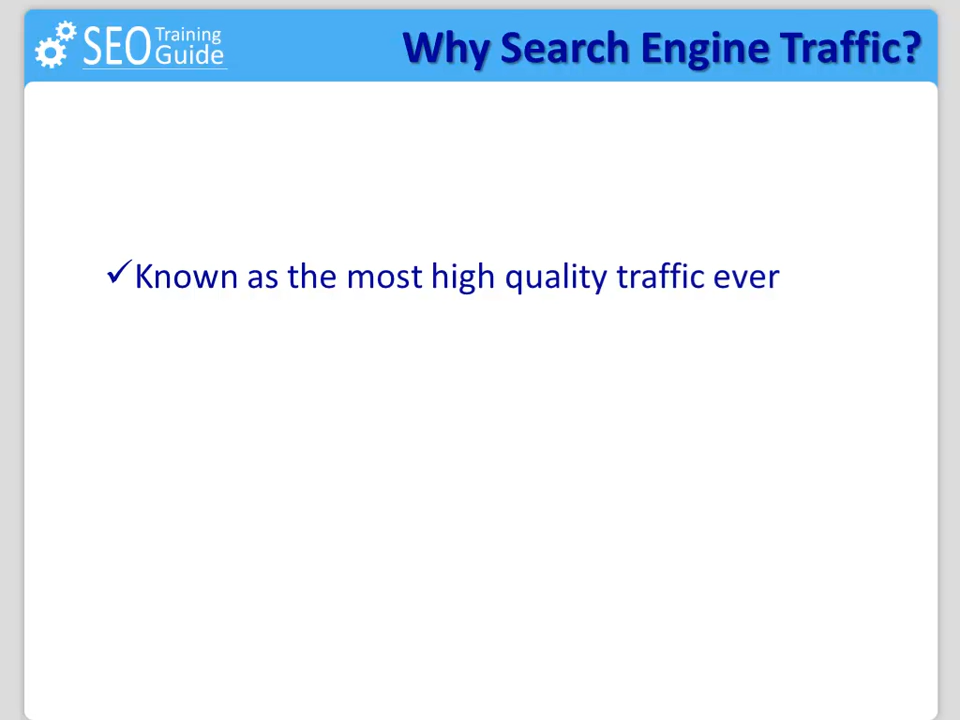 SEO Training Guide
Why Search Engine Traffic?
✓Known as the most high quality traffic ever